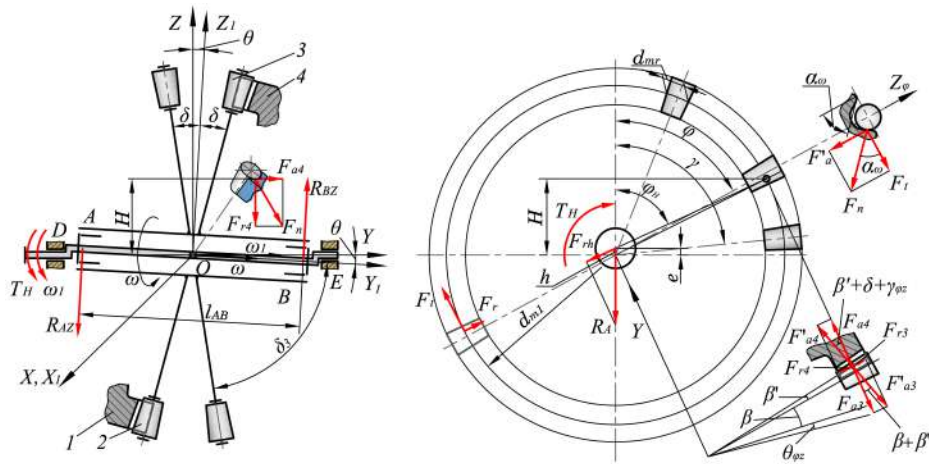 Z
Z1
θ
3
4
δ
δ
Fa4
H
RBZ
Fr4
Fn
D
A
θ
ω1
Y
ω
O
TH
ω1
ω
B
E
Y1
RAZ
lAB
δ3
X, X1
1
2
dmr
αω
Zφ
φ
γ
F'a
αω
Ft
Fn
φH
H
TH
Frh
h
e
Ft
Fr
dm1
RA
Y
β'+δ+γφz
F'a4
Fa4
Fr3
Fr4
F'a3
β'
Fa3
β
θφz
β+β'